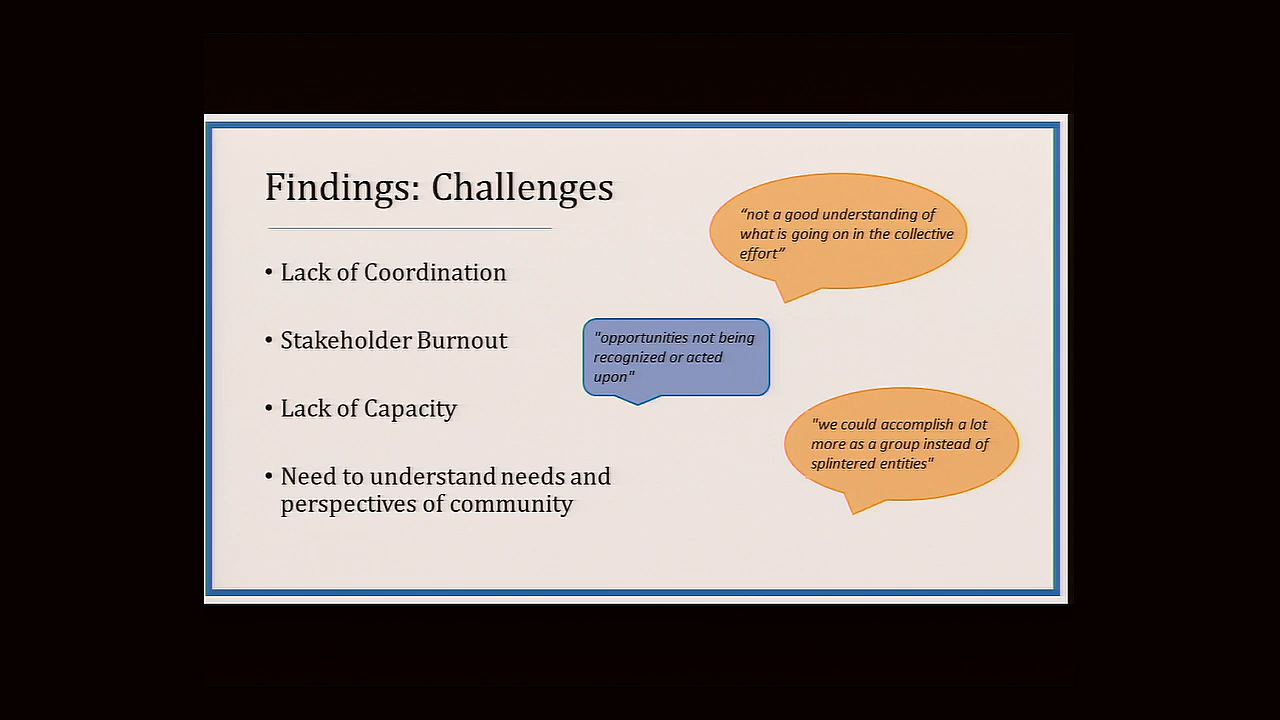 Findings: Challenges
• Lack of Coordination
• Stakeholder Burnout
• Lack of Capacity
• Need to understand needs and
perspectives of community
“not a good understanding of
what is going on in the collective
effort”
"opportunities not being
recognized or acted
upon"
"we could accomplish a lot
more as a group instead of
splintered entities"